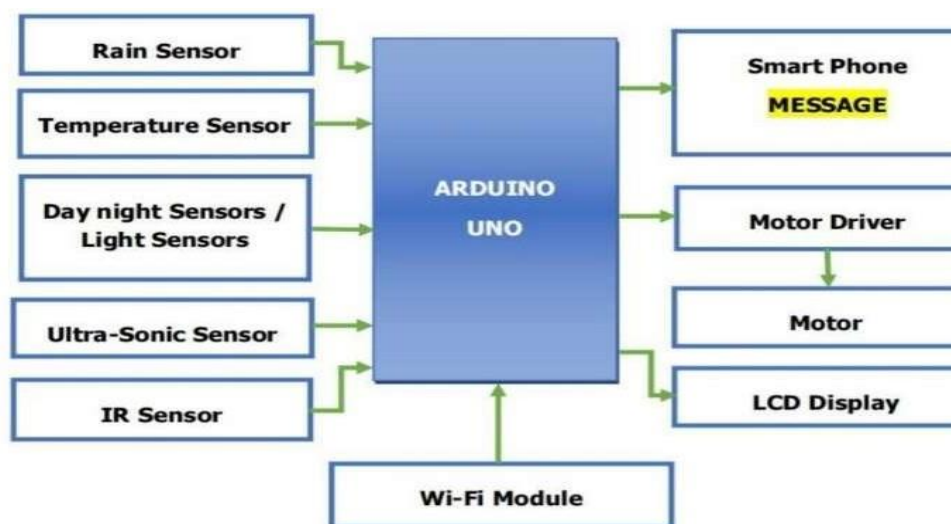 Rain Sensor
Temperature Sensor
Day night Sensors /
Light Sensors
Ultra-Sonic Sensor
IR Sensor
ARDUINO
UNO
Wi-Fi Module
Smart Phone
MESSAGE
Motor Driver
Motor
LCD Display